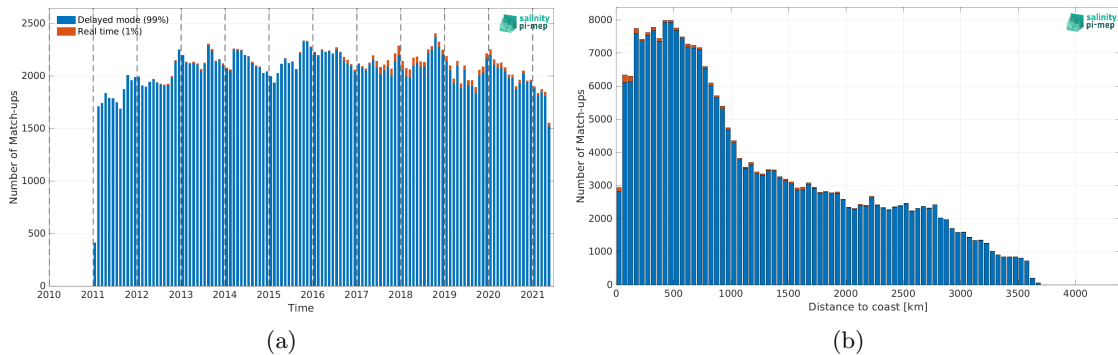 Delayed mode (99%)
Real time (1%)
salinity
pi-mep
Number of Match-ups
2500
2000
1500
1000
500
0
2010 2011 2012 2013 2014 2015 2016 2017 2018 2019 2020 2021
Time
(a)
salinity
pi-mep
Number of Match-ups
8000
7000
6000
5000
4000
3000
2000
1000
0
0 500 1000 1500 2000 2500 3000 3500 4000
Distance to coast [km]
(b)